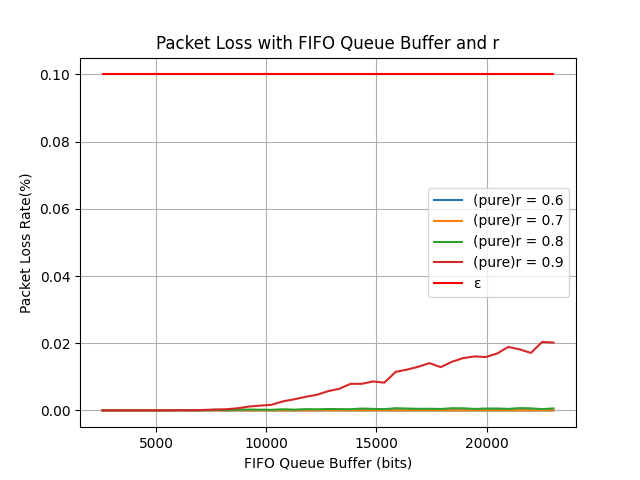 Packet Loss with FIFO Queue Buffer and r
0.10
0.08
0.06
0.04
0.02
0.00
Packet Loss Rate(%)
(pure)r = 0.6
(pure)r = 0.7
(pure)r = 0.8
(pure)r = 0.9
ε
5000 10000 15000 20000
FIFO Queue Buffer (bits)